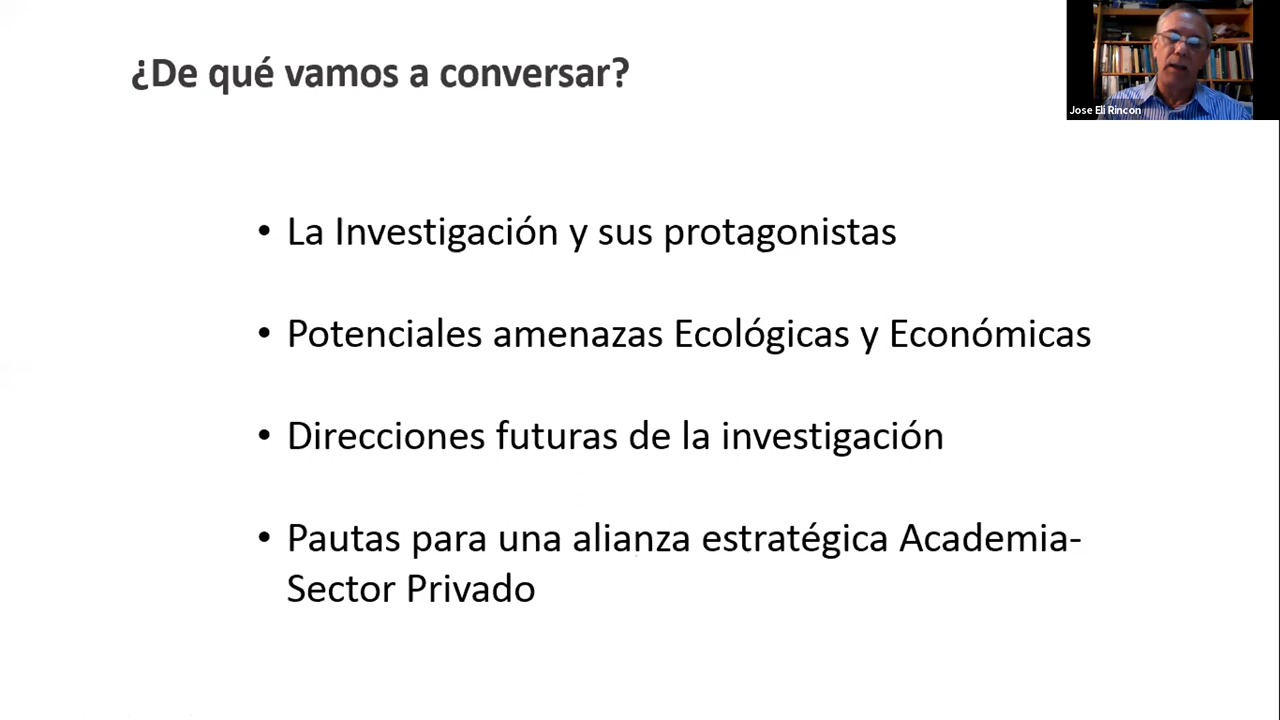 ¿De qué vamos a conversar?
Jose Eli Rincon
• La Investigación y sus protagonistas
• Potenciales amenazas Ecológicas y Económicas
• Direcciones futuras de la investigación
• Pautas para una alianza estratégica Academia-
Sector Privado